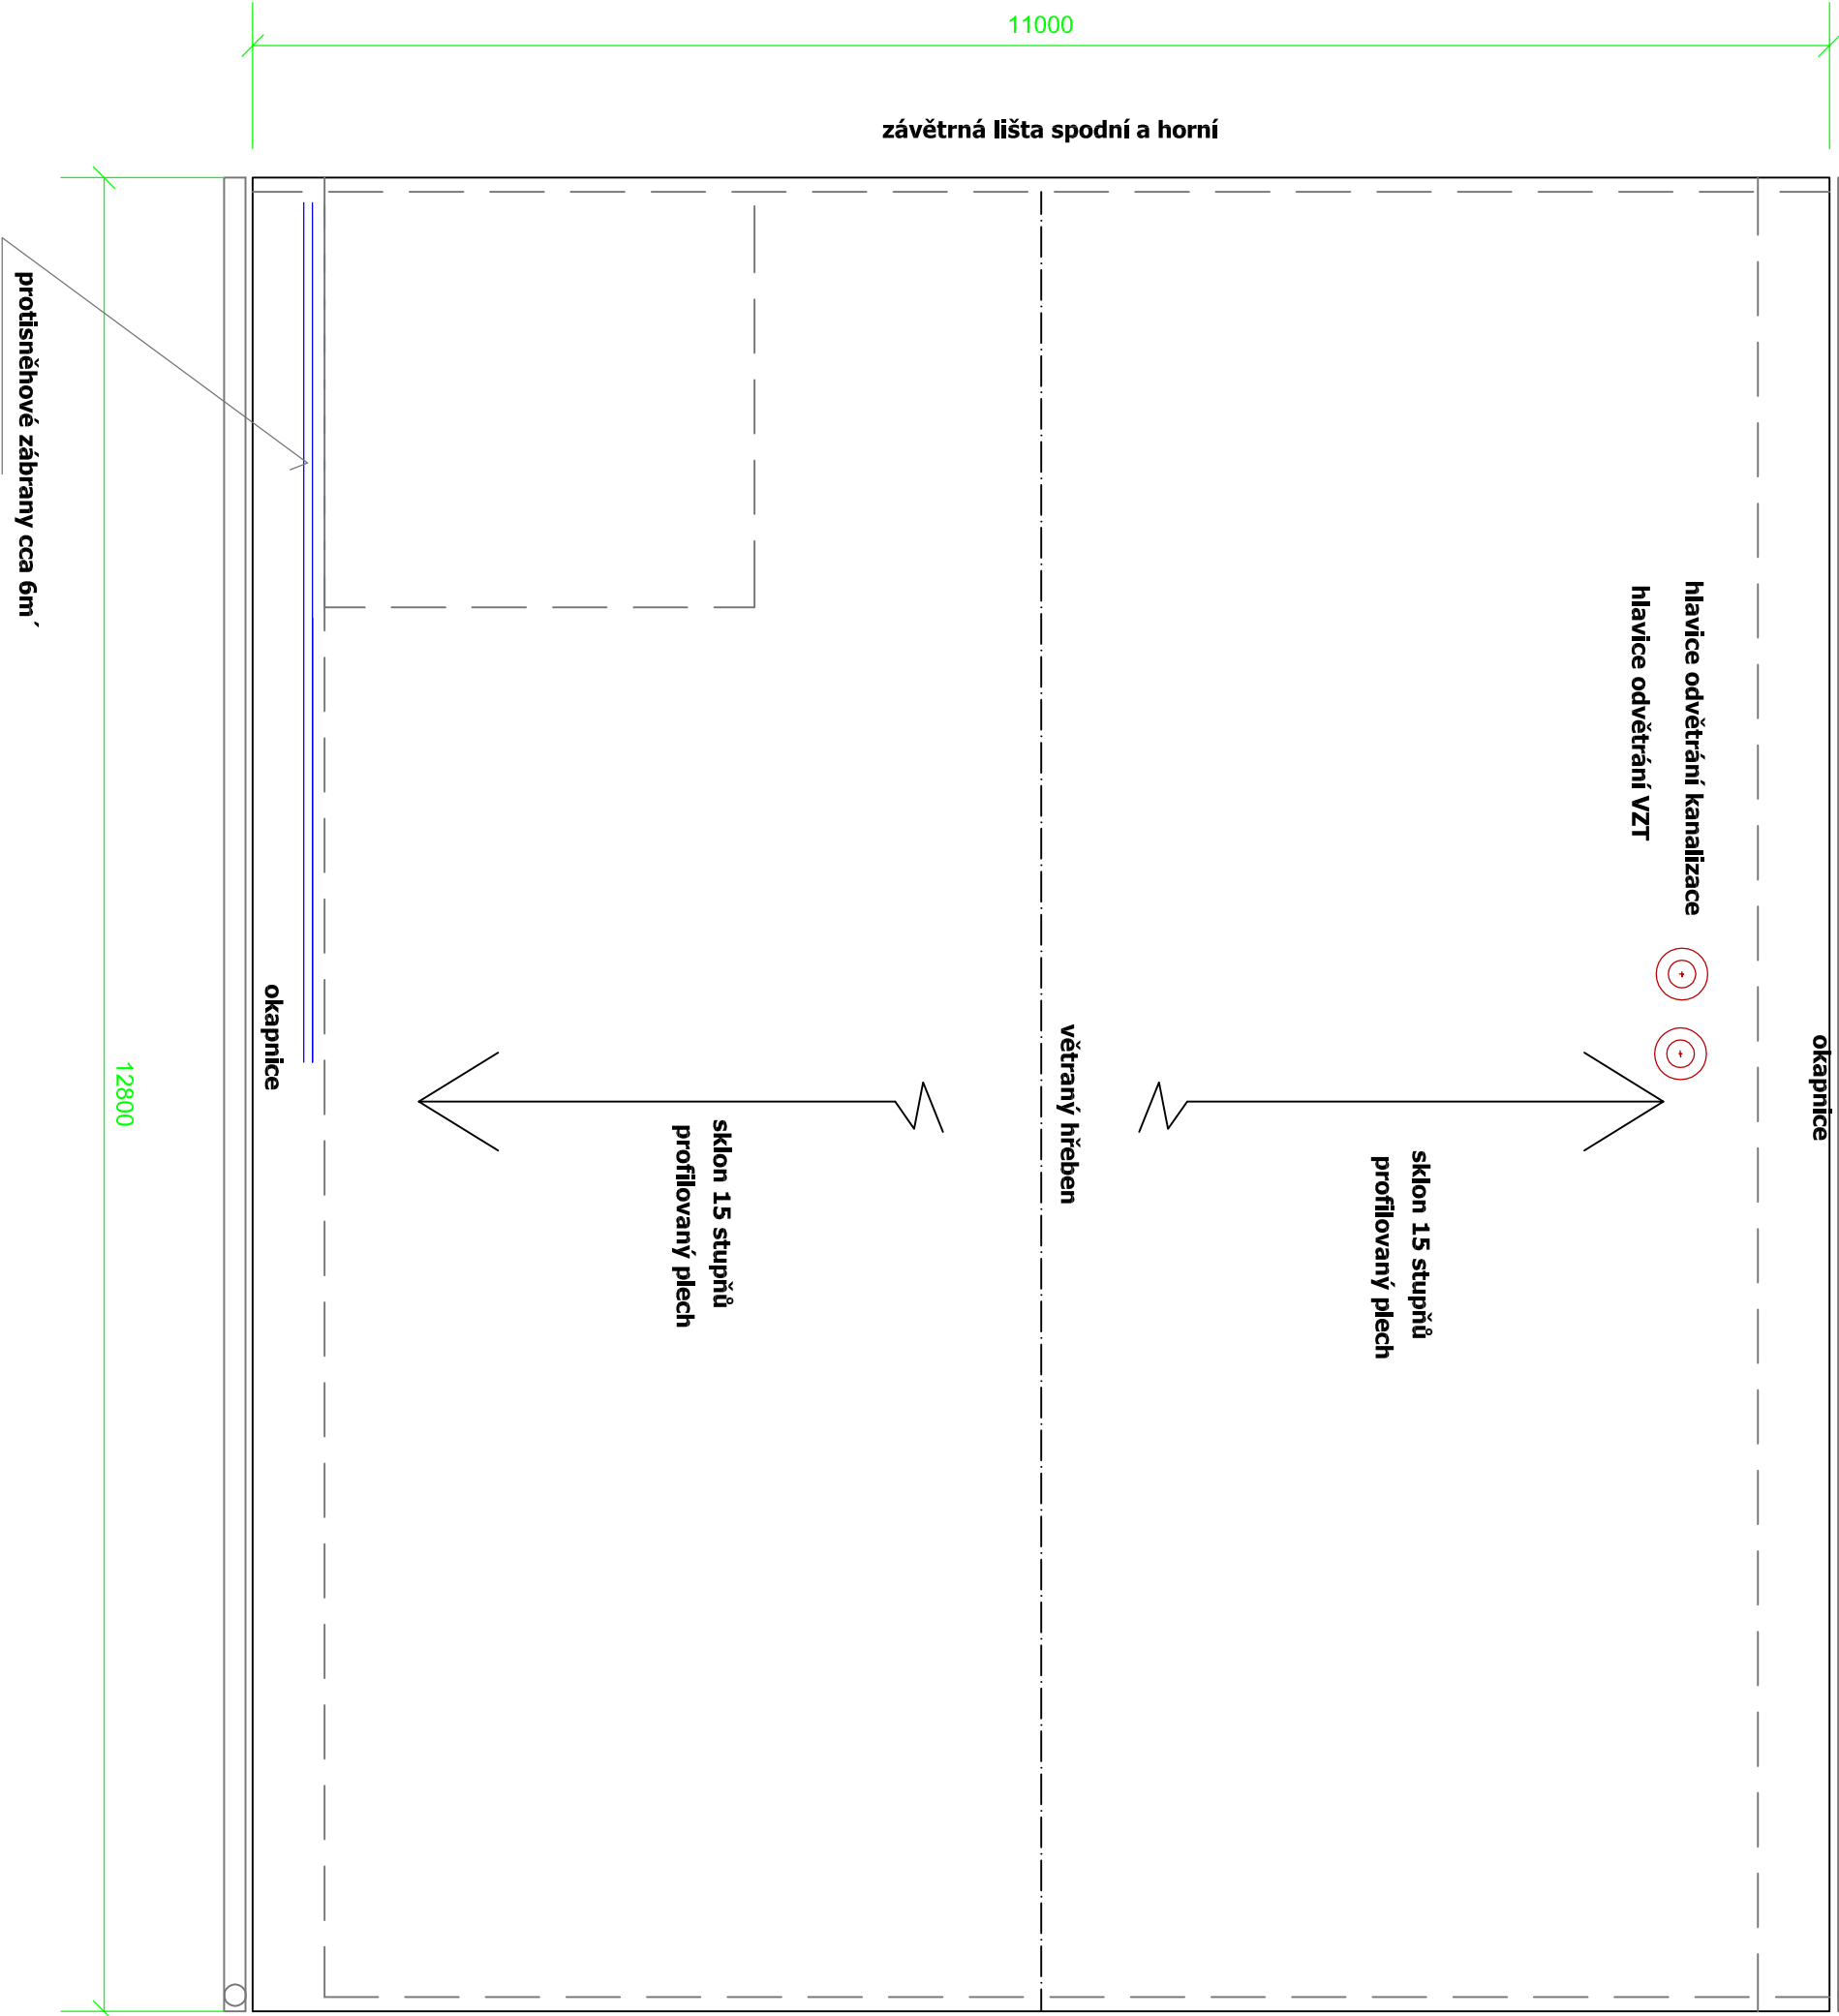 11000
závětrná lišta spodní a horní
protisněhové zábrany cca 6m´
hlavice odvětrání kanalizace
hlavice odvětrání VZT
okapnice
okapnice
12800
větraný hřeben
sklon 15 stupňů
profilovaný plech
sklon 15 stupňů
profilovaný plech